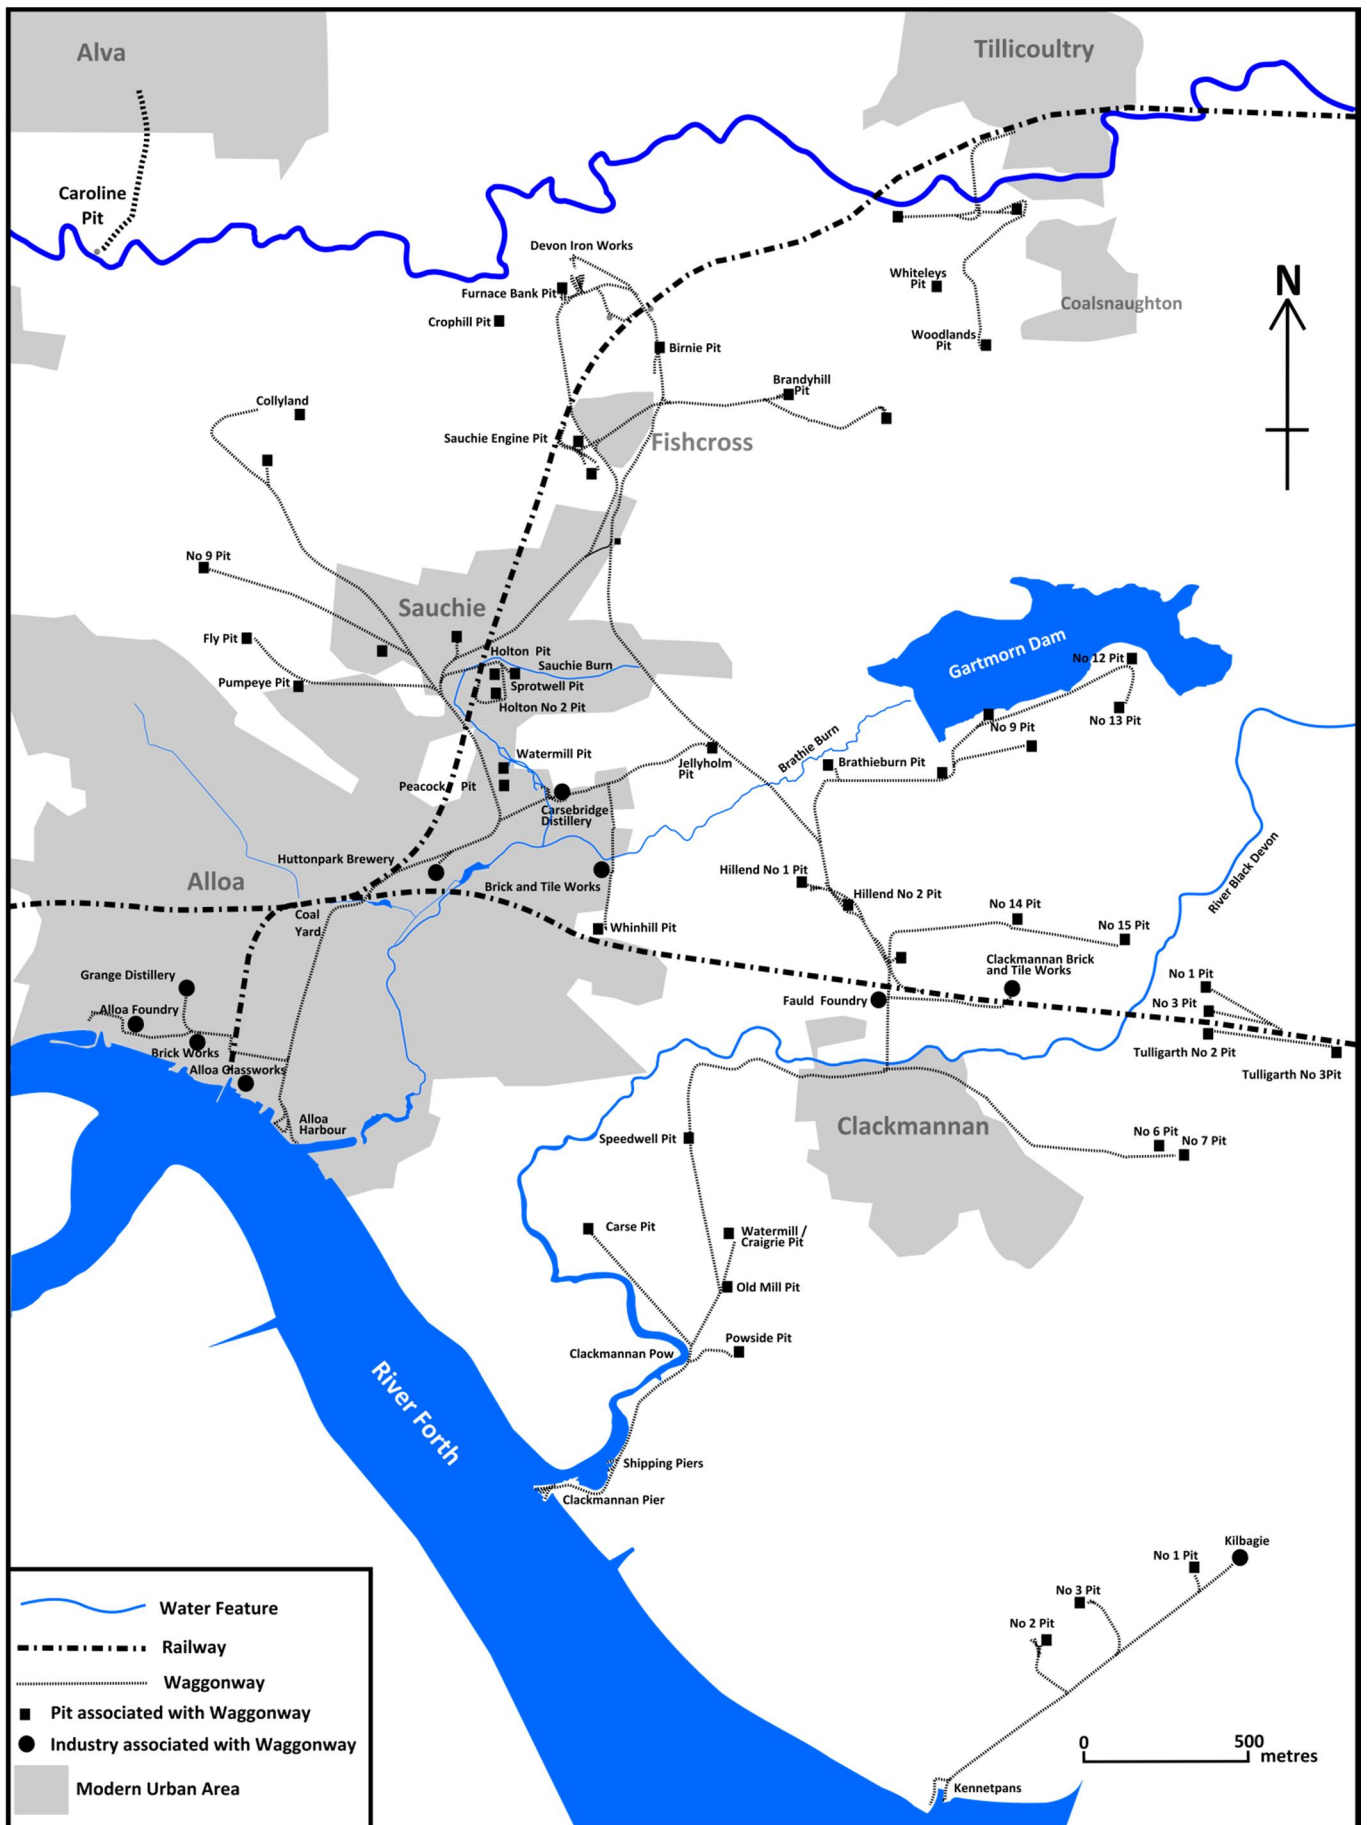 Alva
Tillicoultry
Caroline
Pit
Devon Iron Works
Furnace Bank Pit
Crophill Pit
Whiteleys
Pit
Coalsnaughton
N
Woodlands
Pit
Birnie Pit
Brandyhill
Pit
Collyland
Sauchie Engine Pit
Fishcross
No 9 Pit
Sauchie
Fly Pit
Pumpeye Pit
Holton Pit
Sauchie Burn
Sprotwell Pit
Holton No 2 Pit
Gartmorn Dam
No 12 Pit
No 13 Pit
No 9 Pit
Watermill Pit
Peacock Pit
Jellyholm
Pit
Brathie Burn
Brathieburn Pit
Carsebridge
Distillery
Huttonpark Brewery
Brick and Tile Works
Alloa
Hillend No 1 Pit
Hillend No 2 Pit
River Black Devon
Coal
Yard
Whinhill Pit
No 14 Pit
No 15 Pit
Clackmannan Brick
and Tile Works
Grange Distillery
Fauld Foundry
No 1 Pit
No 3 Pit
Alloa Foundry
Brick Works
Alloa Glassworks
Tulligarth No 2 Pit
Tulligarth No 3Pit
Alloa
Harbour
Clackmannan
Speedwell Pit
No 6 Pit
No 7 Pit
Carse Pit
Watermill /
Craigrie Pit
Old Mill Pit
Powside Pit
Clackmannan Pow
River Forth
Shipping Piers
Clackmannan Pier
Kilbagie
No 1 Pit
No 3 Pit
No 2 Pit
Kennetpans
0 500
metres
Water Feature
Railway
Waggonway
Pit associated with Waggonway
Industry associated with Waggonway
Modern Urban Area